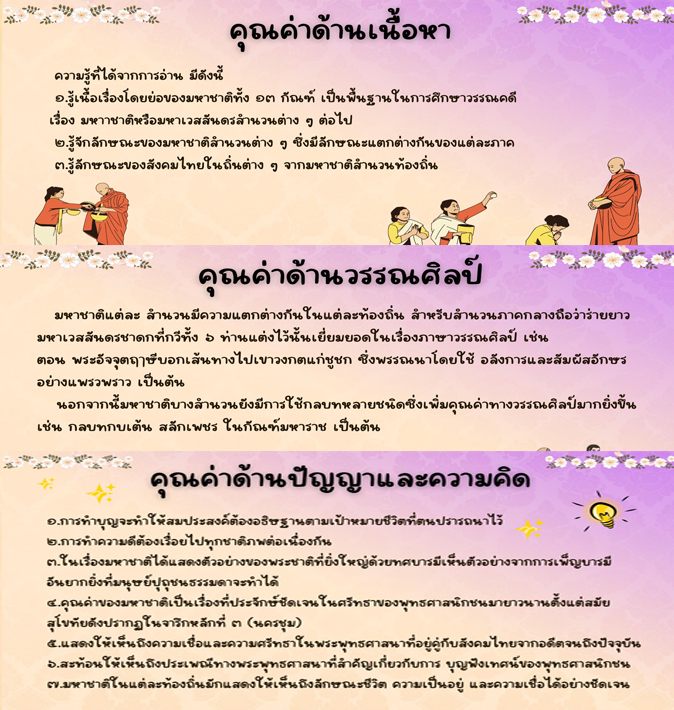 คุณค่าด้านเนื้อหา
ความรู้ที่ได้จากการอ่าน มีดังนี้
๑.รู้เนื้อเรื่องโดยย่อของมหาชาติทั้ง ๑๓ กัณฑ์ เป็นพื้นฐานในการศึกษาวรรณคดี
เรื่อง มหาาชาติหรือมหาเวสสันดรสำนวนต่าง ๆ ต่อไป
๒.รู้จักลักษณะของมหาชาติสำนวนต่าง ๆ ซึ่งมีลักษณะแตกต่างกันของแต่ละภาค
๓.รู้ลักษณะของสังคมไทยในถิ่นต่าง ๆ จากมหาชาติสำนวนท้องถิ่น
คุณค่าด้านวรรณศิลป์
มหาชาติแต่ละ สำนวนมีความแตกต่างกันในแต่ละท้องถิ่น สำหรับสำนวนภาคกลางถือว่าร่ายยาว
มหาเวสสันดรชาดกที่กวีทั้ง ๖ ท่านแต่งไว้นั้นเยี่ยมยอดในเรื่องภาษาวรรณศิลป์ เช่น
ตอน พระอัจจุตฤๅษีบอกเส้นทางไปเขาวงกตแก่ชูชก ซึ่งพรรณนาโดยใช้ อลังการและสัมผัสอักษร
อย่างแพรวพราว เป็นต้น
นอกจากนี้มหาชาติบางสำนวนยังมีการใช้กลบทหลายชนิดซึ่งเพิ่มคุณค่าทางวรรณศิลป์มากยิ่งขึ้น
เช่น กลบทกบเต้น สลักเพชร ในกัณฑ์มหาราช เป็นต้น
คุณค่าด้านปัญญาและความคิด
๑.การทำบุญจะทำให้สมประสงค์ต้องอธิษฐานตามเป้าหมายชีวิตที่ตนปรารถนาไว้
๒.การทำความดีต้องเรื่อยไปทุกชาติภพต่อเนื่องกัน
๓.ในเรื่องมหาชาติได้แสดงตัวอย่างของพระชาติที่ยิ่งใหญ่ด้วยทศบารมีเห็นตัวอย่างจากการเพ็ญบารมี
อันยากยิ่งที่มนุษย์ปุถุชนธรรมดาจะทำได้
๔.คุณค่าของมหาชาติเป็นเรื่องที่ประจักษ์ชัดเจนในศรัทธาของพุทธศาสนิกชนมายาวนานตั้งแต่สมัย
สุโขทัยดังปรากฏในจาริกหลักที่ ๓ (นครชุม)
๕.แสดงให้เห็นถึงความเชื่อและความศรัทธาในพระพุทธศาสนาที่อยู่คู่กับสังคมไทยจากอดีตจนถึงปัจจุบัน
๖.สะท้อนให้เห็นถึงประเพณีทางพระพุทธศาสนาที่สำคัญเกี่ยวกับการ บุญฟังเทศน์ของพุทธศาสนิกชน
๗.มหาชาติในแต่ละท้องถิ่นมักแสดงให้เห็นถึงลักษณะชีวิต ความเป็นอยู่ และความเชื่อได้อย่างชัดเจน